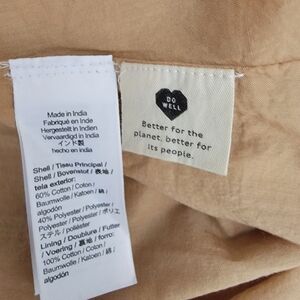 Made in India
Fabriqué en Inde
Hergestellt in Indien
Vervaardigd in India
インド製
hecho en India
Shell / Tissu Principal /
Shell / Bovenstof / 表地 /
tela exterior:
60% Cotton / Coton /
Baumwolle / Katoen / 綿 /
algodón
40% Polyester / Polyester /
Polyester / Polyester / ポリエ
ステル / poliéster
Lining / Doublure / Futter
/ Voering / 裏地 / forro:
100% Cotton / Coton /
Baumwolle / Katoen / 綿 /
algodón
DO
WELL
Better for the
planet, better for
its people.